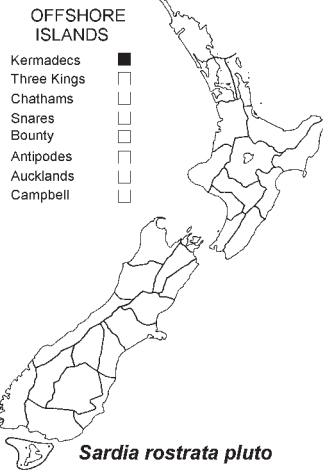 OFFSHORE
ISLANDS
Kermadecs
Three Kings
Chathams
Snares
Bounty
Antipodes
Aucklands
Campbell
Sardia rostrata pluto